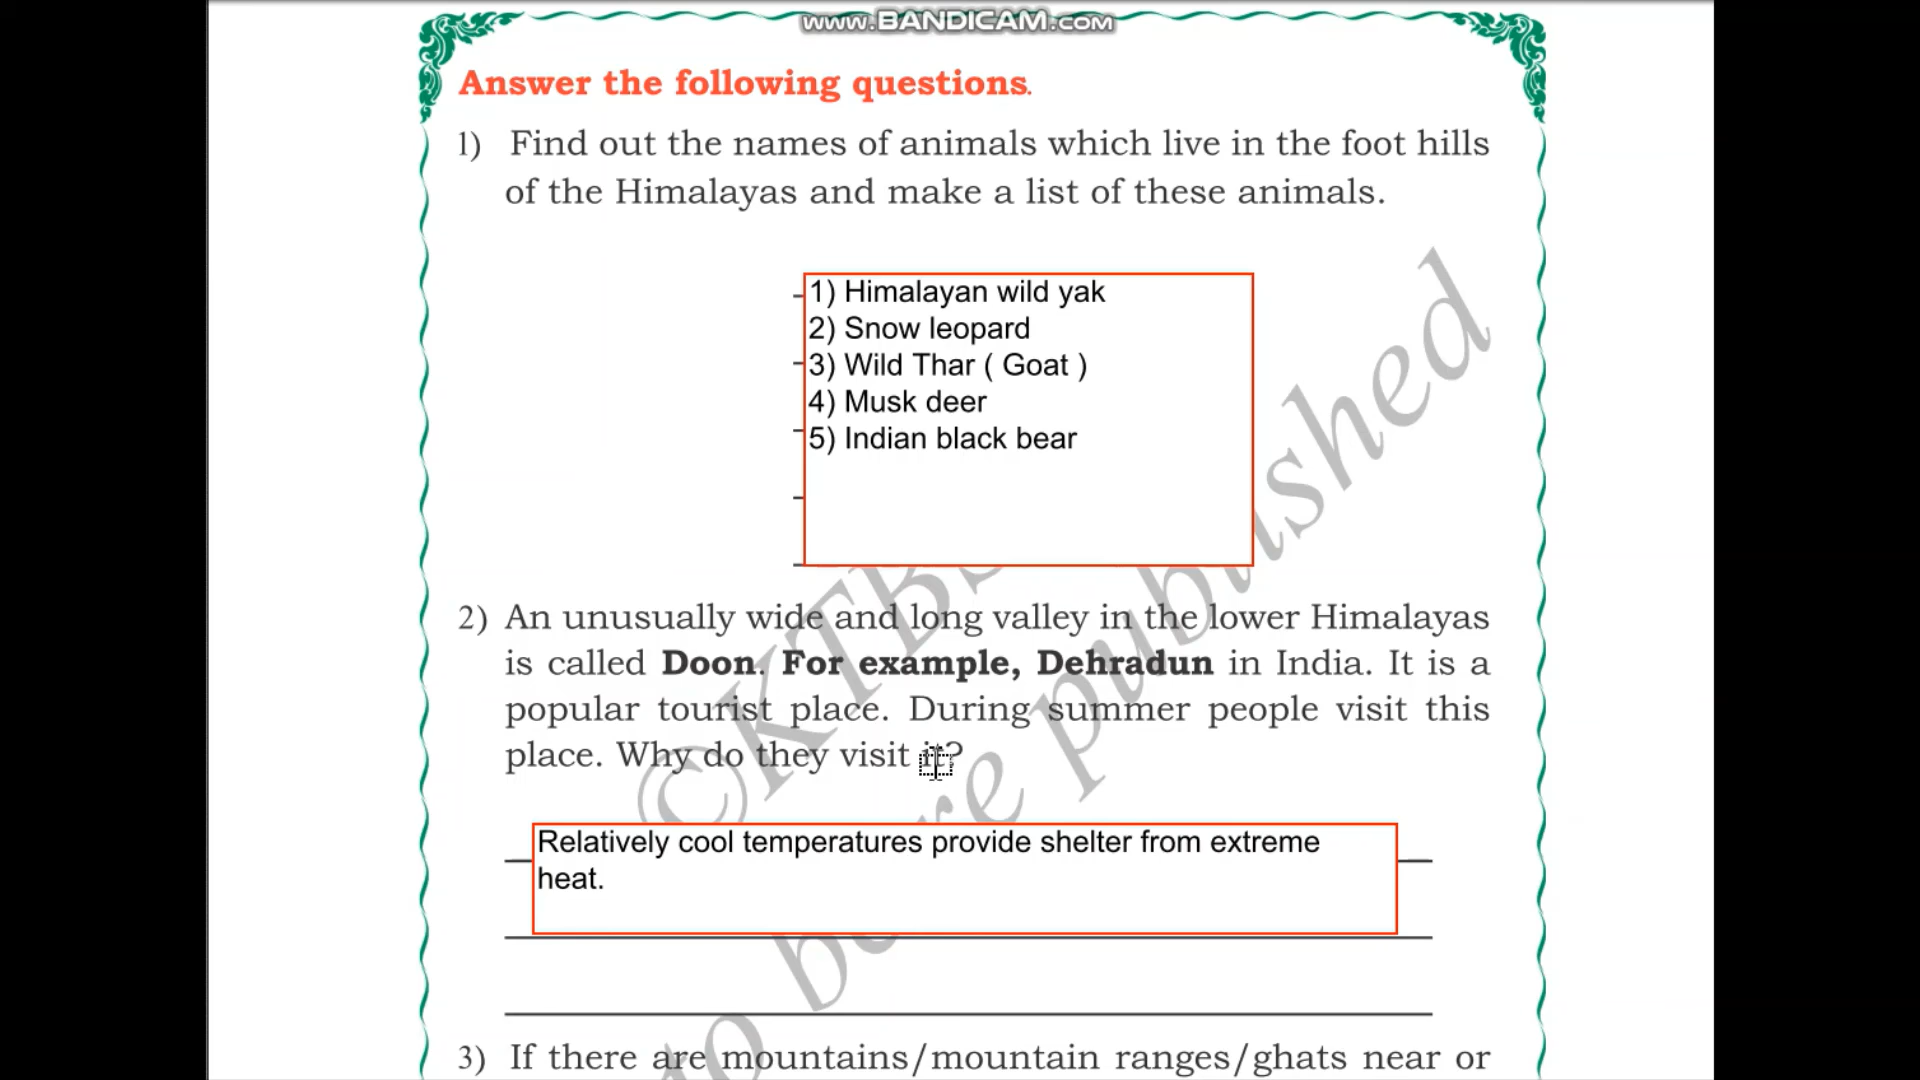 www.BANDICAM.com
Answer the following questions.
1) Find out the names of animals which live in the foot hills
of the Himalayas and make a list of these animals.
1) Himalayan wild yak
2) Snow leopard
3) Wild Thar ( Goat )
4) Musk deer
5) Indian black bear
2) An unusually wide and long valley in the lower Himalayas
is called Doon. For example, Dehradun in India. It is a
popular tourist place. During summer people visit this
place. Why do they visit it?
Relatively cool temperatures provide shelter from extreme
heat.
3) If there are mountains/mountain ranges/ghats near or
©KTBS
to be re published